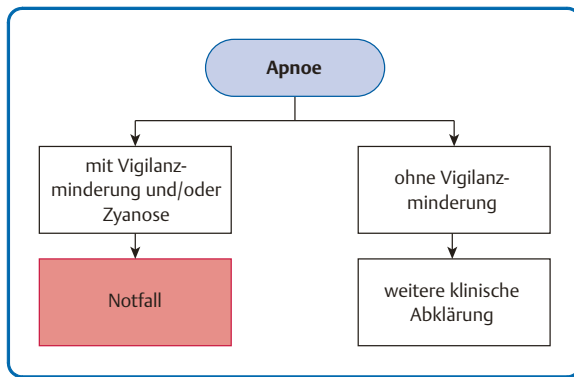 Apnoe
mit Vigilanz-
minderung und/oder
Zyanose
ohne Vigilanz-
minderung
Notfall
weitere klinische
Abklärung